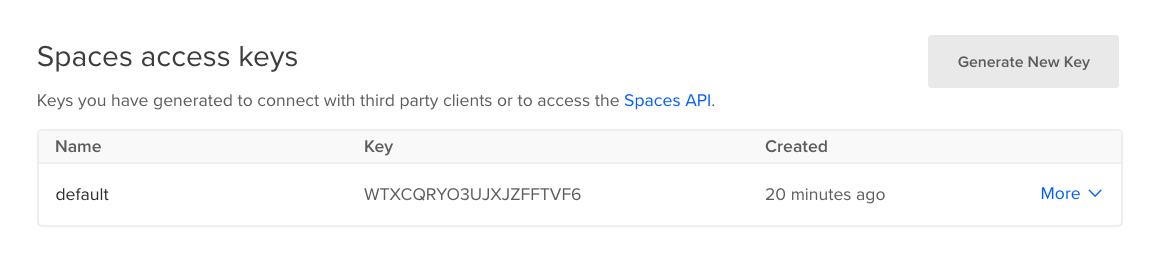 Spaces access keys
Generate New Key
Keys you have generated to connect with third party clients or to access the Spaces API.
Name Key Created
default WTXCQRYO3UJXJZFFTVF6 20 minutes ago More